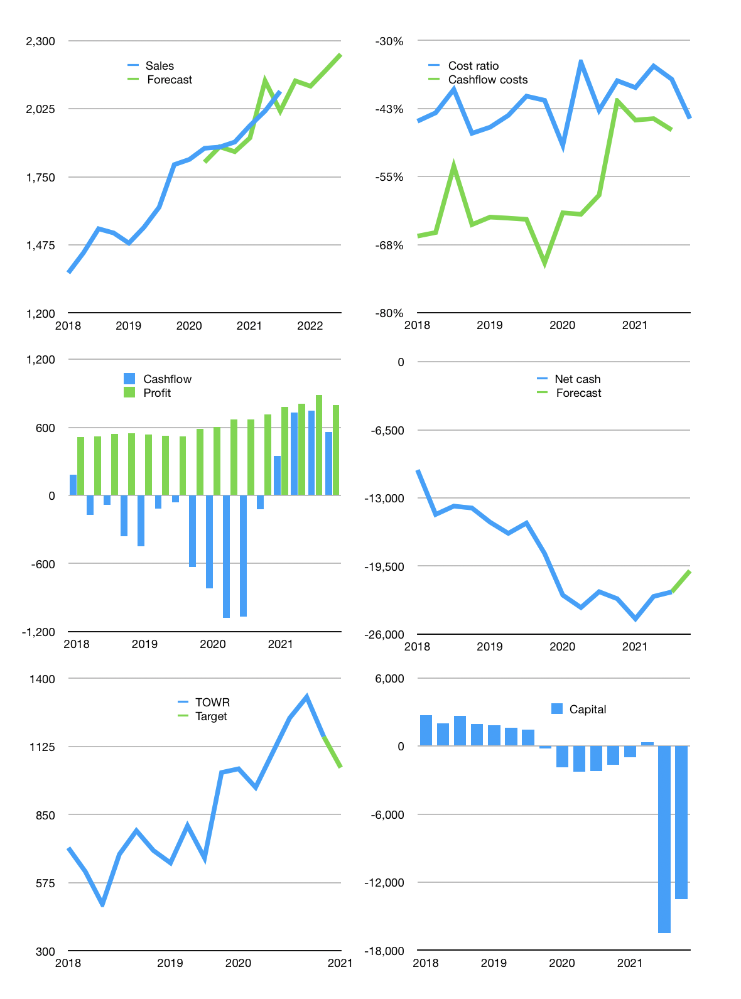 2,300
Sales
Forecast
2,025
1,750
1,475
1,200
2018 2019 2020 2021 2022
-30%
Cost ratio
Cashflow costs
-43%
-55%
-68%
-80%
2018 2019 2020 2021
1,200
Cashflow
Profit
600
0
-600
-1,200
2018 2019 2020 2021
0
Net cash
Forecast
-6,500
-13,000
-19,500
-26,000
2018 2019 2020 2021
1400
TOWR
Target
1125
850
575
300
2018 2019 2020 2021
6,000
Capital
0
-6,000
-12,000
-18,000
2018 2019 2020 2021